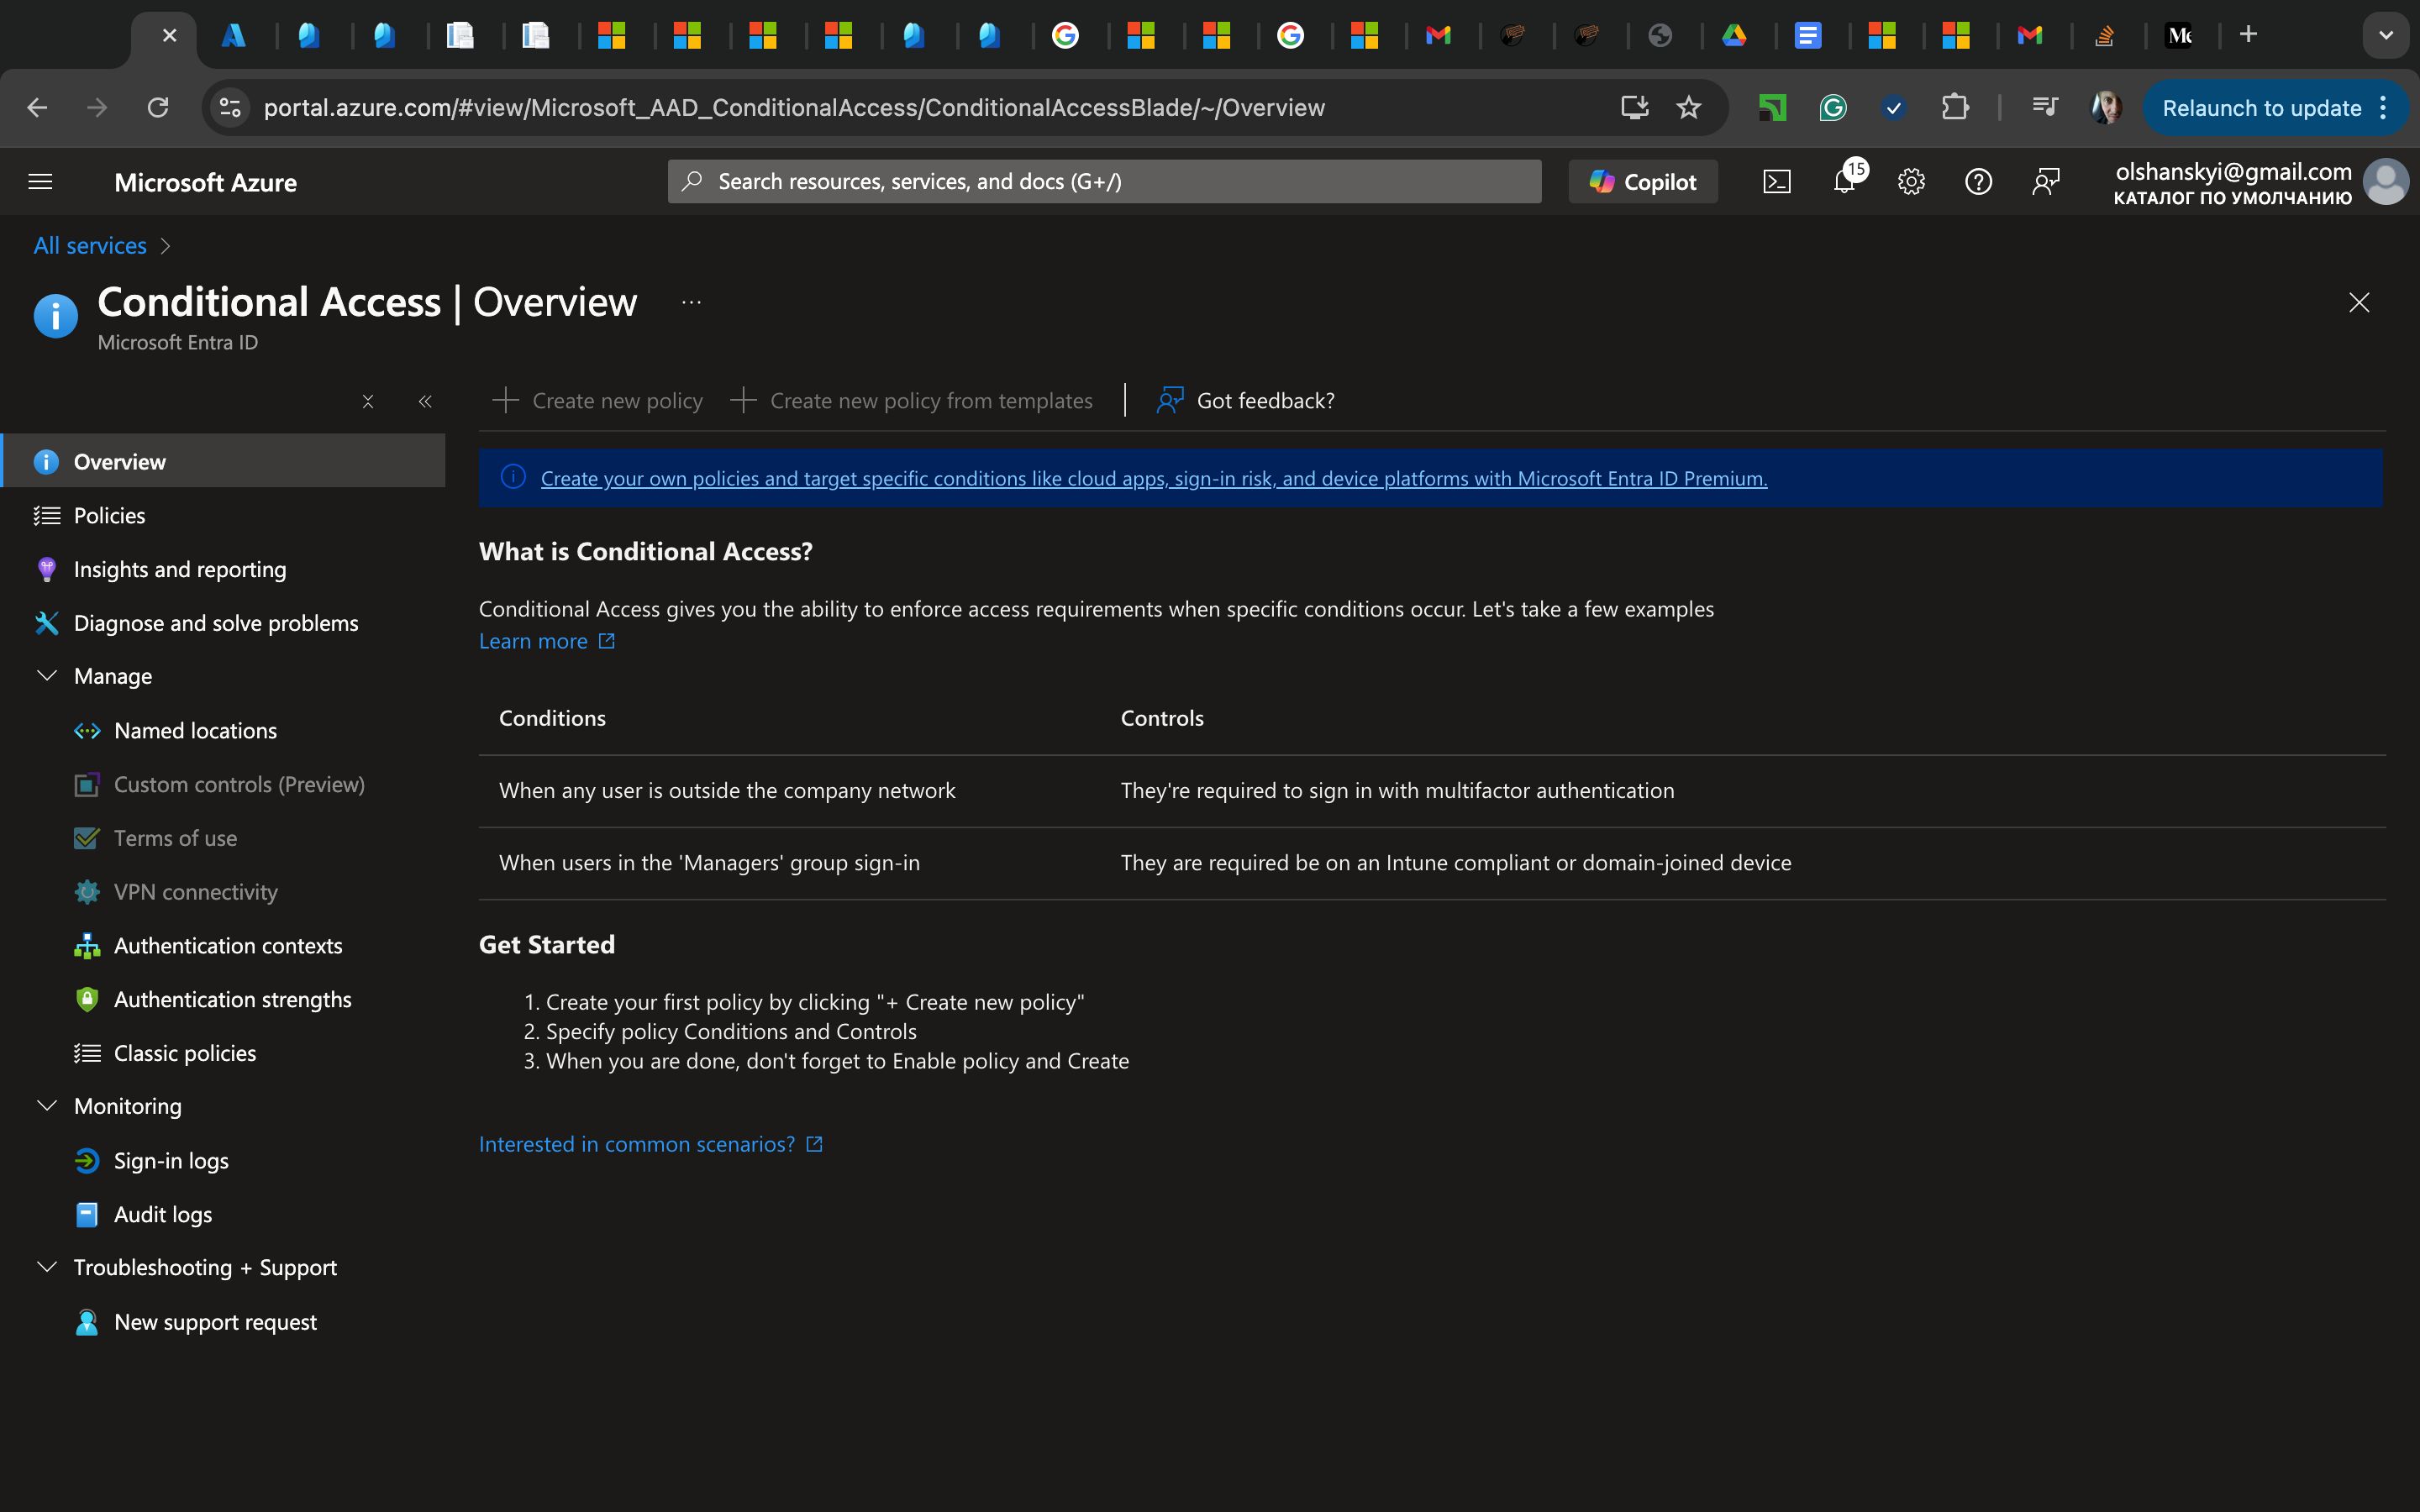 Me
portal.azure.com/#view/Microsoft_AAD_ConditionalAccess/ConditionalAccessBlade/~/Overview
Relaunch to update
Microsoft Azure
Search resources, services, and docs (G+/)
Copilot
15
olshanskyi@gmail.com
КАТАЛОГ ПО УМОЛЧАНИЮ
All services
Conditional Access | Overview
Microsoft Entra ID
Create new policy
Create new policy from templates
Got feedback?
Overview
Policies
Insights and reporting
Diagnose and solve problems
Manage
Named locations
Custom controls (Preview)
Terms of use
VPN connectivity
Authentication contexts
Authentication strengths
Classic policies
Monitoring
Sign-in logs
Audit logs
Troubleshooting + Support
New support request
Create your own policies and target specific conditions like cloud apps, sign-in risk, and device platforms with Microsoft Entra ID Premium.
What is Conditional Access?
Conditional Access gives you the ability to enforce access requirements when specific conditions occur. Let's take a few examples
Learn more
Conditions Controls
When any user is outside the company network They're required to sign in with multifactor authentication
When users in the 'Managers' group sign-in They are required be on an Intune compliant or domain-joined device
Get Started
1. Create your first policy by clicking "+ Create new policy"
2. Specify policy Conditions and Controls
3. When you are done, don't forget to Enable policy and Create
Interested in common scenarios?